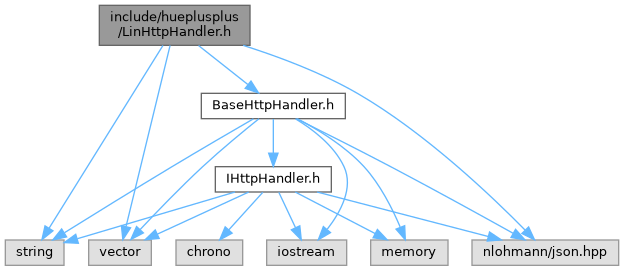 include/hueplusplus
/LinHttpHandler.h
BaseHttpHandler.h
IHttpHandler.h
string
vector
chrono
iostream
memory
nlohmann/json.hpp